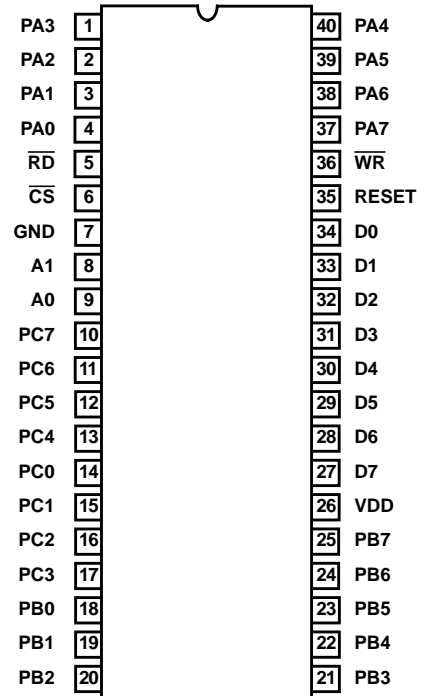 PA3 1 40 PA4
PA2 2 39 PA5
PA1 3 38 PA6
PA0 4 37 PA7
R̅D̅ 5 36 W̅R̅
C̅S̅ 6 35 RESET
GND 7 34 D0
A1 8 33 D1
A0 9 32 D2
PC7 10 31 D3
PC6 11 30 D4
PC5 12 29 D5
PC4 13 28 D6
PC0 14 27 D7
PC1 15 26 VDD
PC2 16 25 PB7
PC3 17 24 PB6
PB0 18 23 PB5
PB1 19 22 PB4
PB2 20 21 PB3